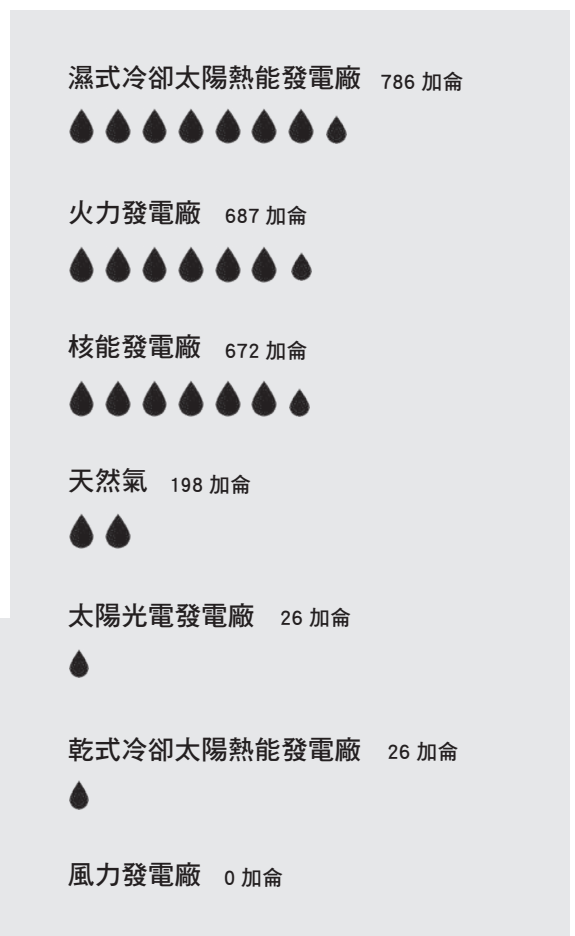 濕式冷卻太陽熱能發電廠 786 加侖
火力發電廠 687 加侖
核能發電廠 672 加侖
天然氣 198 加侖
太陽光電發電廠 26 加侖
乾式冷卻太陽熱能發電廠 26 加侖
風力發電廠 0 加侖